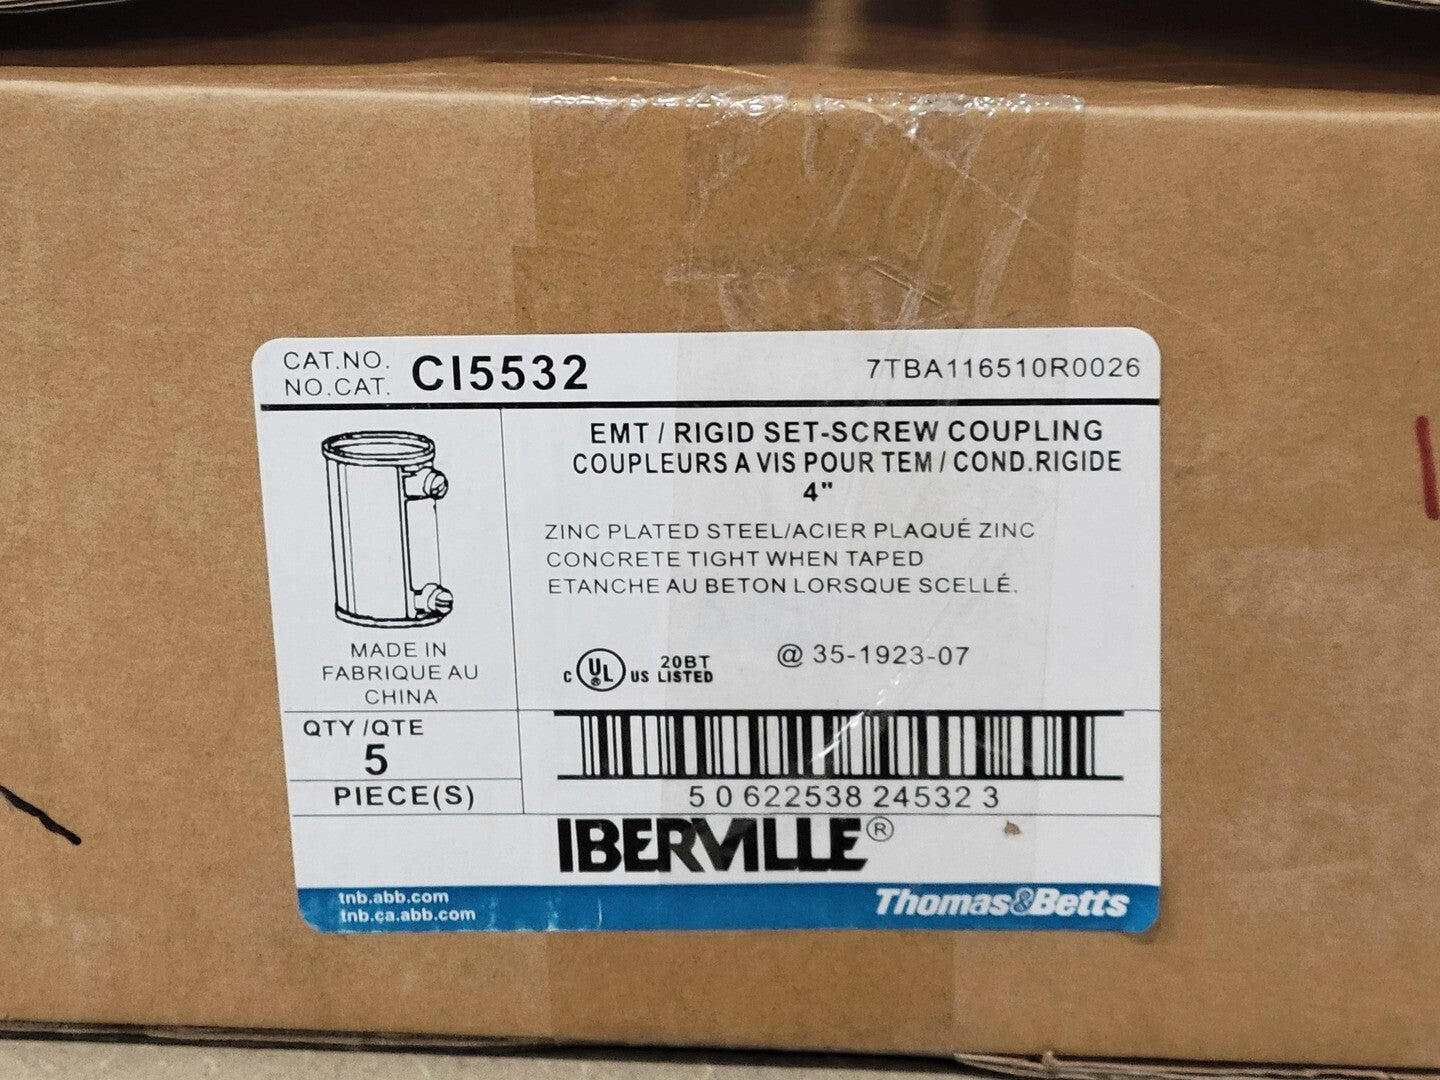 CAT.NO.
NO.CAT.
CI5532
7TBA116510R0026
EMT / RIGID SET-SCREW COUPLING
COUPLEURS A VIS POUR TEM / COND.RIGIDE
4"
ZINC PLATED STEEL/ACIER PLAQUÉ ZINC
CONCRETE TIGHT WHEN TAPED
ETANCHE AU BETON LORSQUE SCELLÉ.
MADE IN
FABRIQUE AU
CHINA
C UL ® US 20BT LISTED
@ 35-1923-07
QTY /QTE
5
PIECE(S)
5 0 622538 24532 3
IBERVILLE®
tnb.abb.com
tnb.ca.abb.com
Thomas&Betts